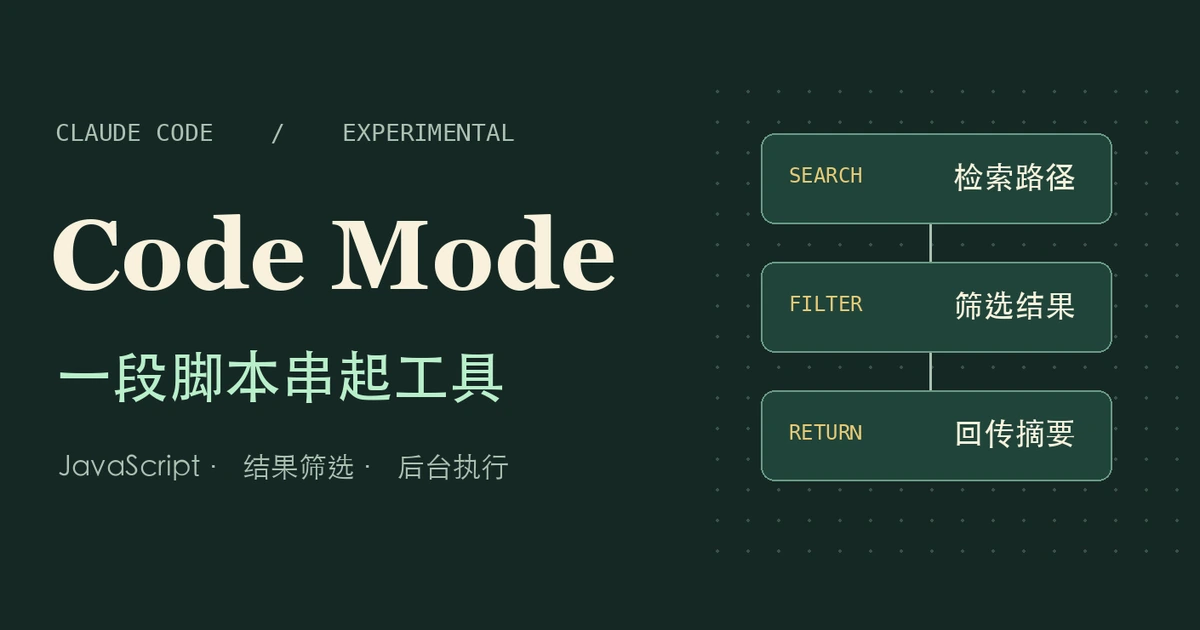 CLAUDE CODE / EXPERIMENTAL
Code Mode
一段脚本串起工具
JavaScript · 结果筛选 · 后台执行
SEARCH 检索路径
FILTER 筛选结果
RETURN 回传摘要